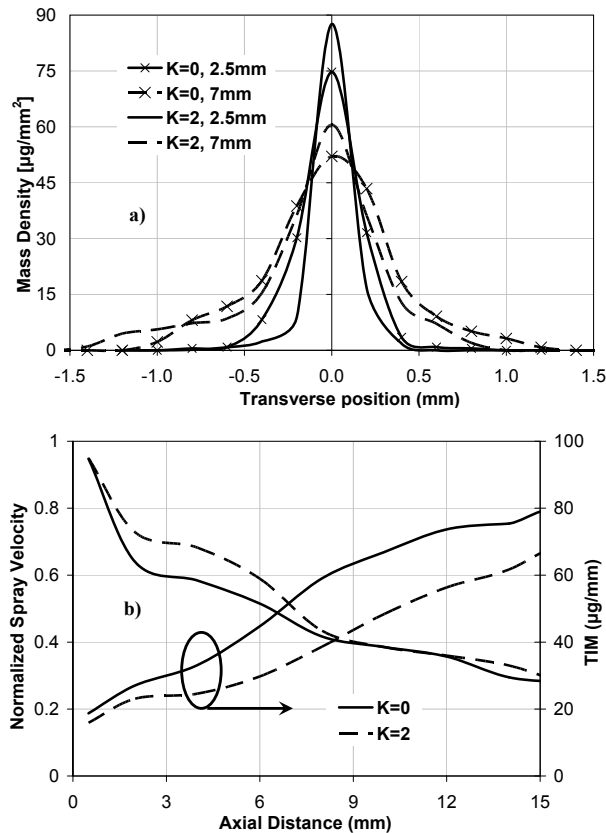 90
75
60
45
30
15
0
Mass Density [µg/mm²]
K=0, 2.5mm
K=0, 7mm
K=2, 2.5mm
K=2, 7mm
a)
-1.5 -1.0 -0.5 0.0 0.5 1.0 1.5
Transverse position (mm)
1
0.8
0.6
0.4
0.2
0
Normalized Spray Velocity
b)
K=0
K=2
100
80
60
40
20
0
TIM (µg/mm)
0 3 6 9 12 15
Axial Distance (mm)